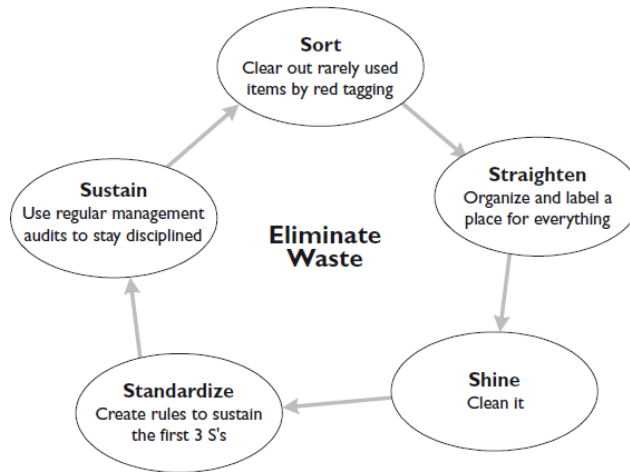 Sort
Clear out rarely used
items by red tagging
Straighten
Organize and label a
place for everything
Shine
Clean it
Standardize
Create rules to sustain
the first 3 S's
Sustain
Use regular management
audits to stay disciplined
Eliminate
Waste